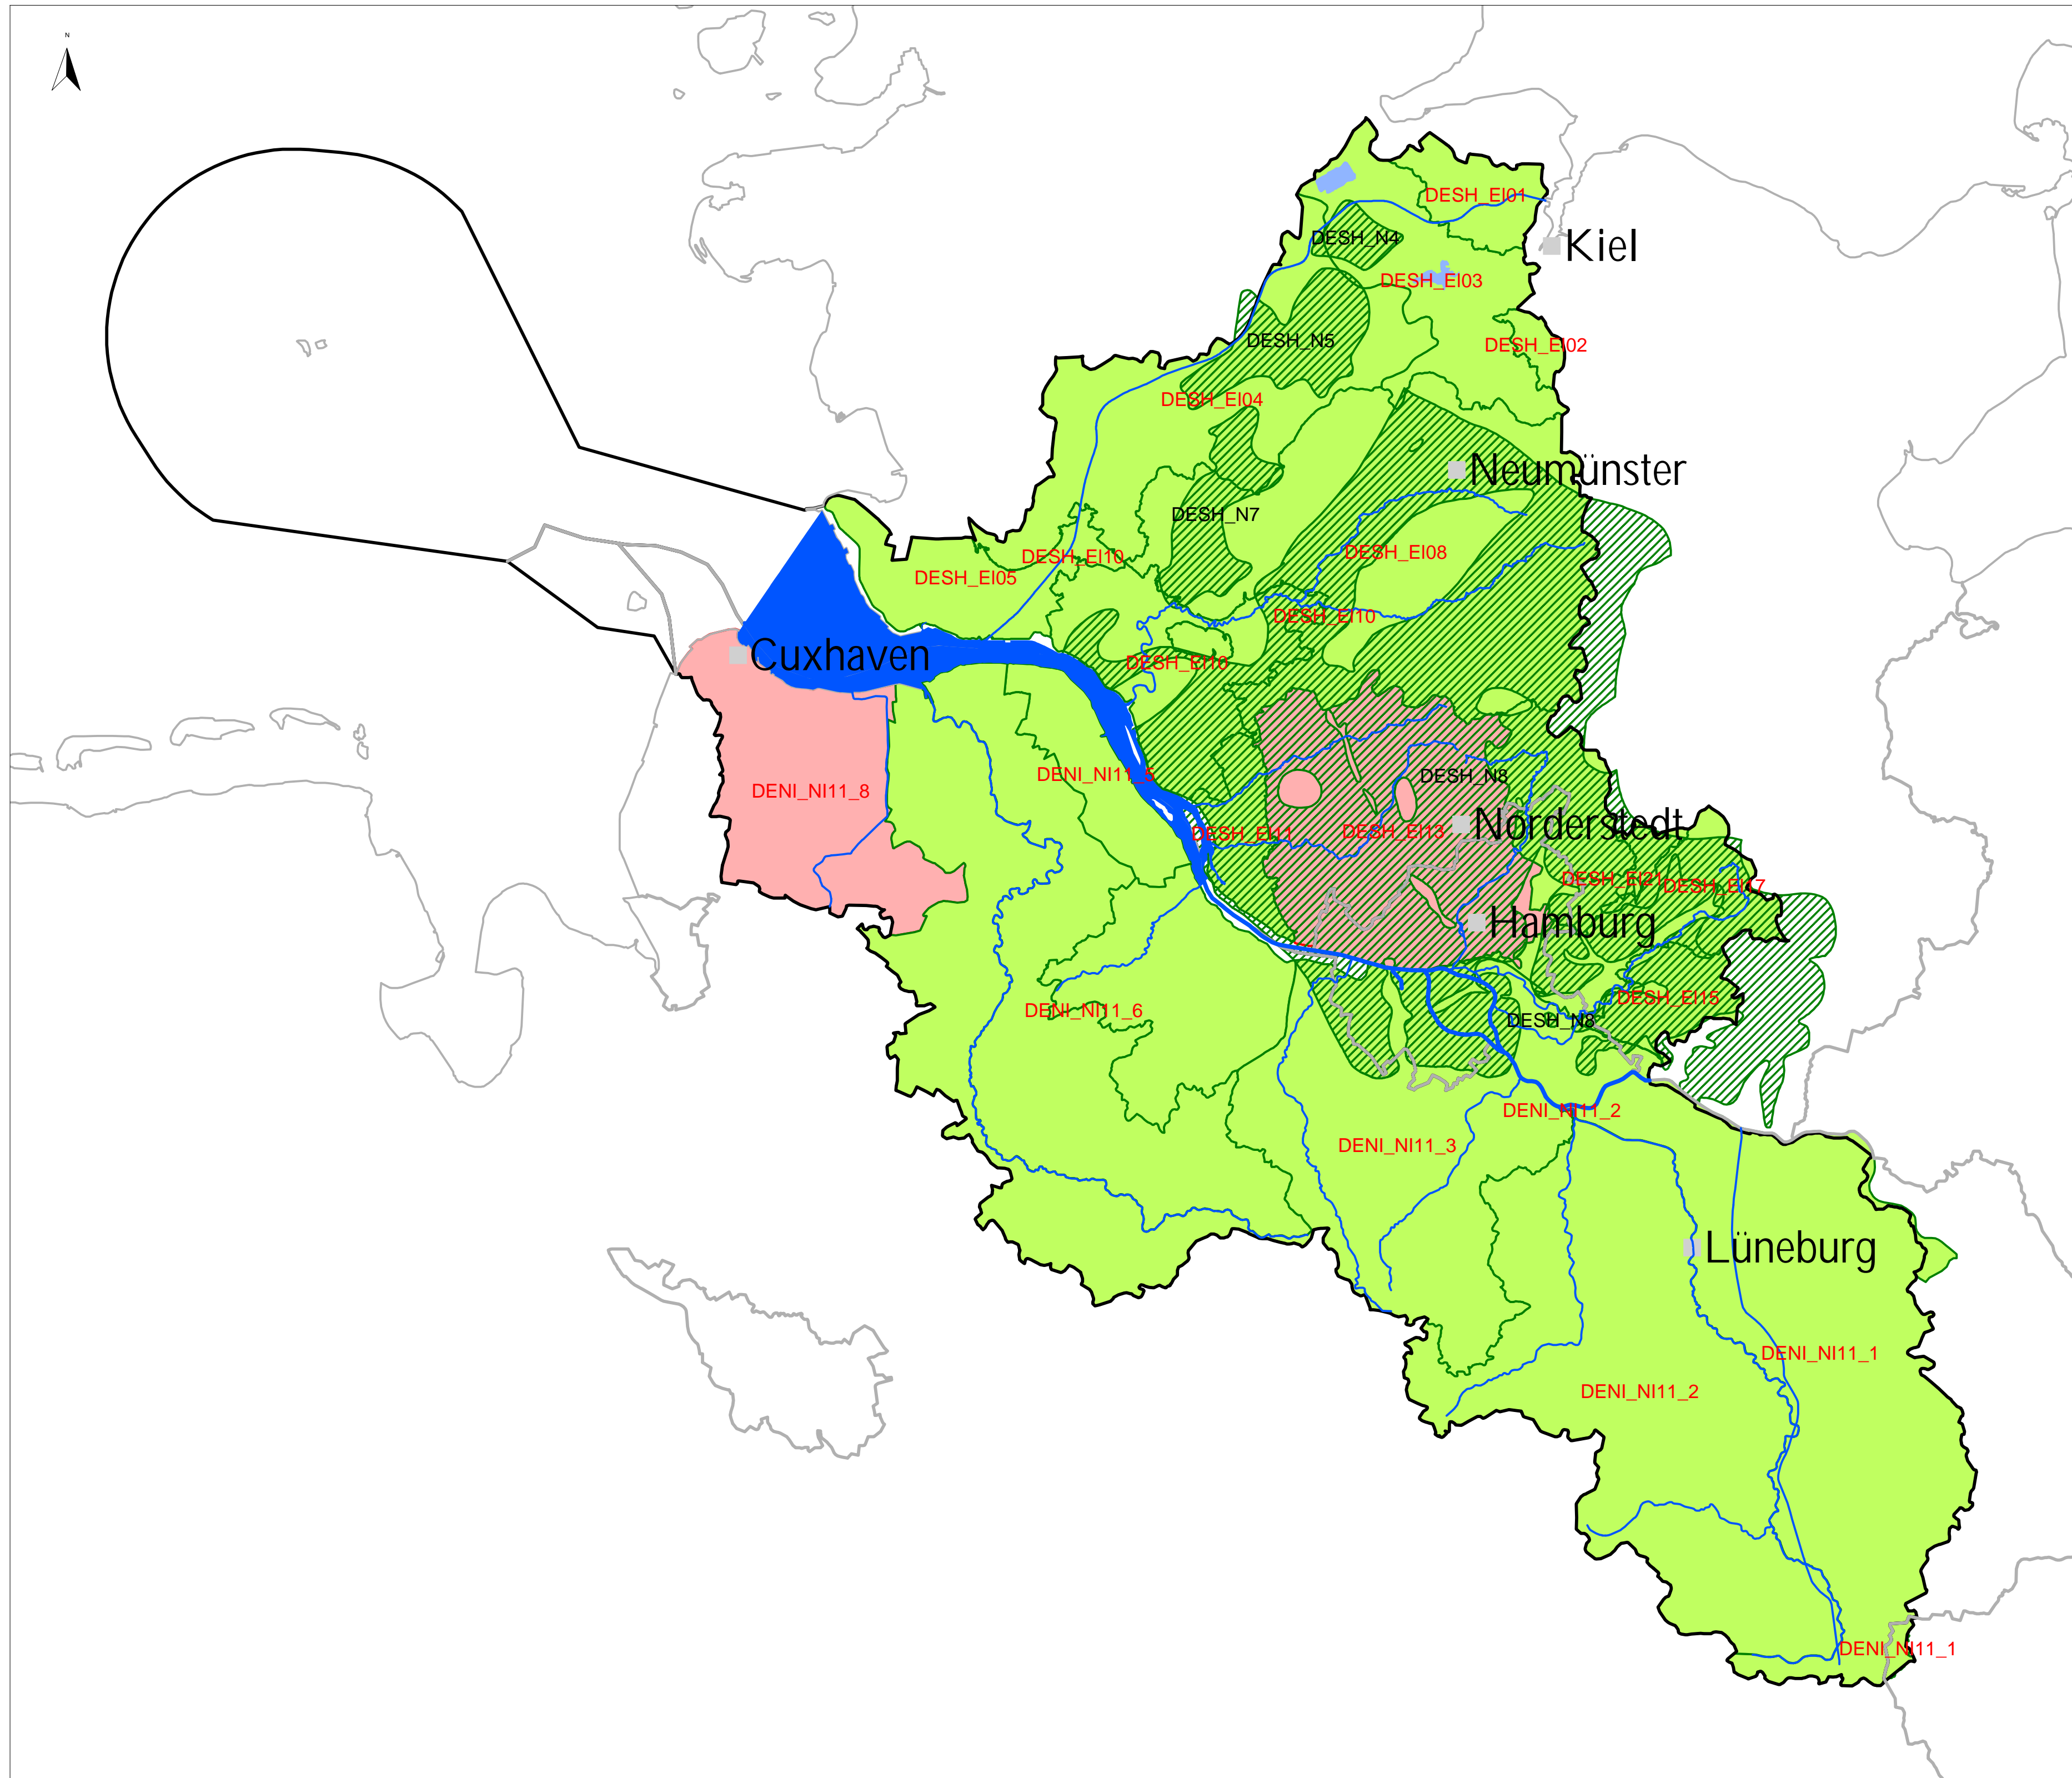 N
DESH_EI01
DESH_N4
Kiel
DESH_EI03
DESH_N5
DESH_EI02
DESH_EI04
Neumünster
DESH_N7
DESH_EI08
DESH_EI10
DESH_EI05
DESH_EI10
Cuxhaven
DESH_EI10
DENI_NI11_5
DESH_N8
DENI_NI11_8
Norderstedt
DESH_EI11
DESH_EI13
DESH_EI21
DESH_EI17
Hamburg
DESH_EI15
DENI_NI11_6
DESH_N8
DENI_NI11_2
DENI_NI11_3
Lüneburg
DENI_NI11_1
DENI_NI11_2
DENI_NI11_1